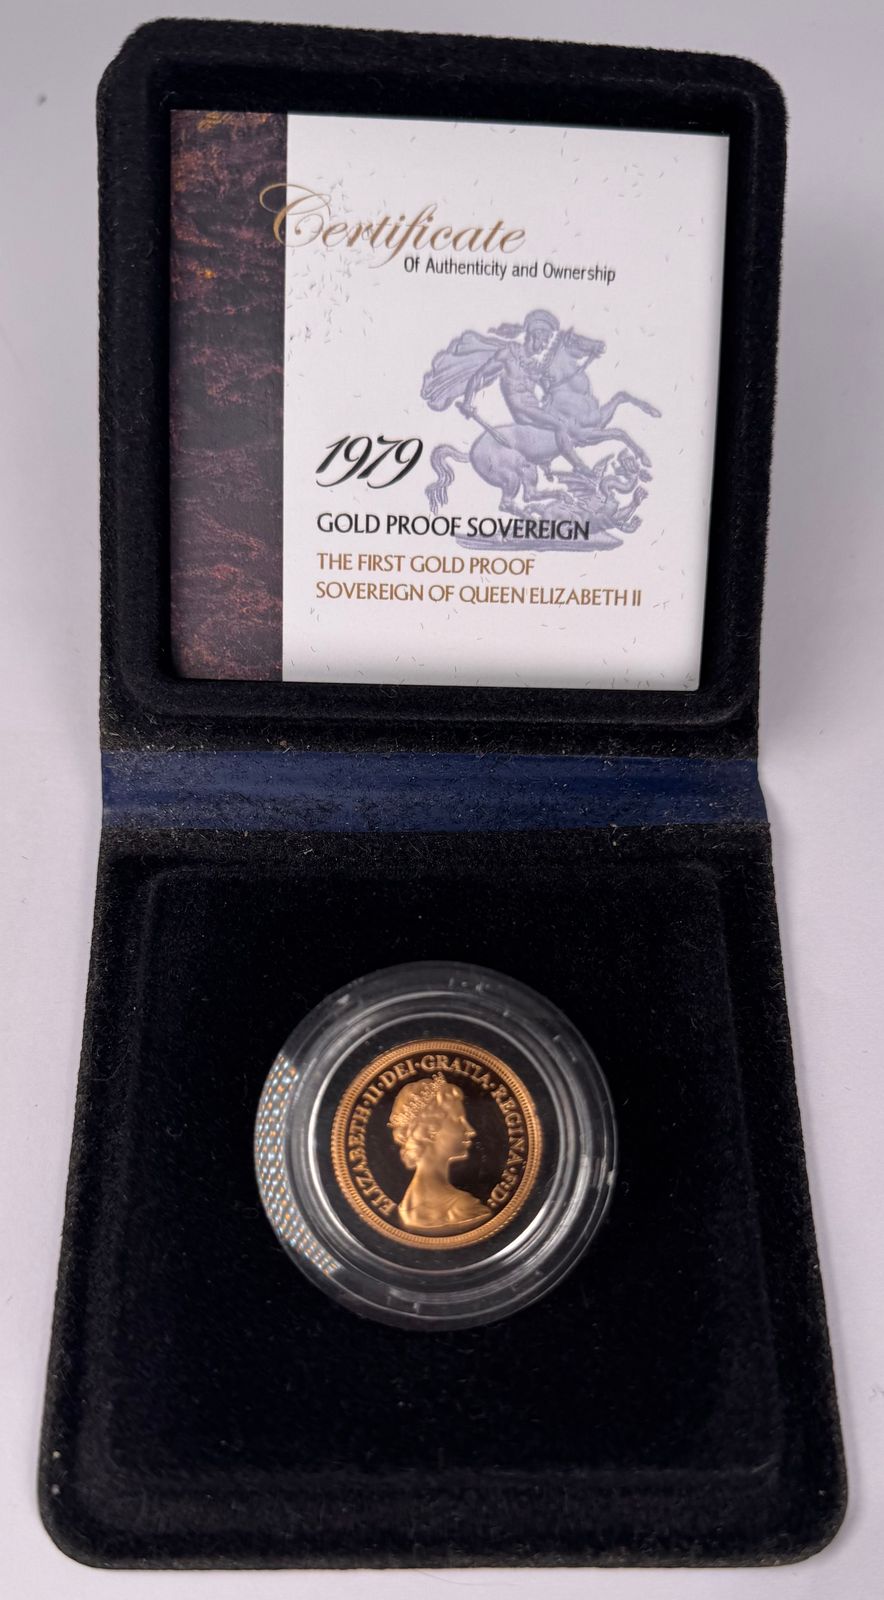 Certificate
Of Authenticity and Ownership
1979
GOLD PROOF SOVEREIGN
THE FIRST GOLD PROOF
SOVEREIGN OF QUEEN ELIZABETH II
ELIZABETH·II·DEI·GRATIA·REGINA·F:D: